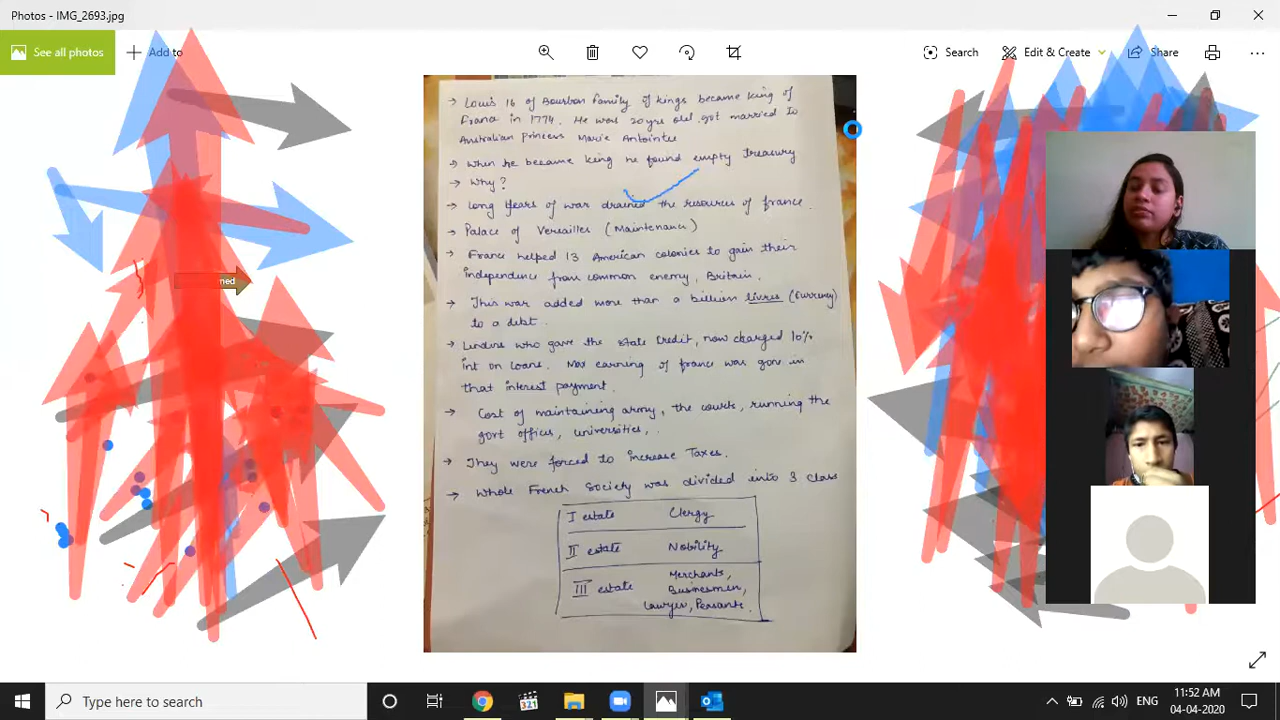 Photos - IMG_2693.jpg
See all photos
Add to
Search
Edit & Create
Share
→ Louis 16 of Bourbon Family of kings became king of
France in 1774. He was 20yrs old got married to
Australian princess Marie Antointee
→ When he became king he found empty Treasury
→ Why?
→ Long Years of war drained the resources of france.
→ Palace of Versailles (Maintenance)
→ France helped 13 American colonies to gain their
independence from common enemy, Britain.
→ This war added more than a billion livres (Currency)
to a debt.
→ Lenders who gave the state credit, now charged 10%
int on loans. Max earning of france was gone in
that interest payment.
→ Cost of maintaining army, the courts, running the
govt offices, universities,.
→ They were forced to increase Taxes.
→ Whole French Society was divided into 3 class
I estate Clergy
II estate Nobility
III estate Merchants,
Businessmen,
Lawyer, Pesants.
ned
Type here to search
321
ENG
11:52 AM
04-04-2020